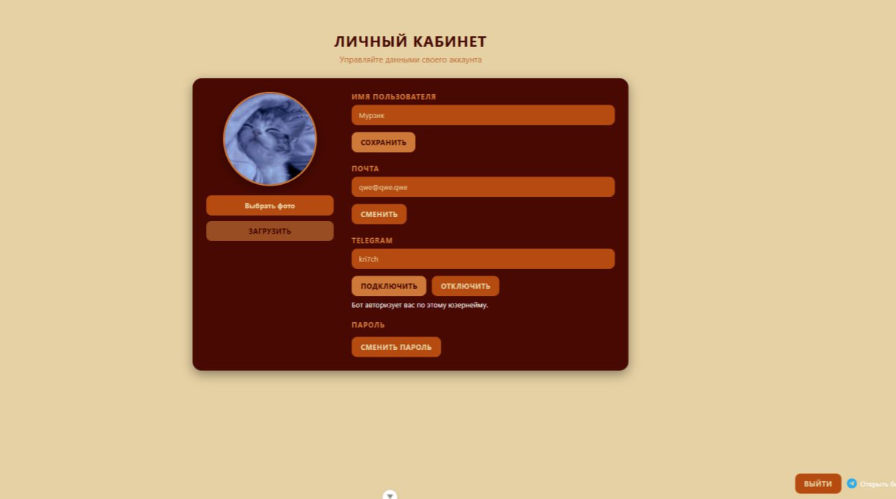 ЛИЧНЫЙ КАБИНЕТ
Управляйте данными своего аккаунта
ИМЯ ПОЛЬЗОВАТЕЛЯ
Мурзик
СОХРАНИТЬ
Выбрать фото
ЗАГРУЗИТЬ
ПОЧТА
qwe@qwe.qwe
СМЕНИТЬ
TELEGRAM
kri7ch
ПОДКЛЮЧИТЬ ОТКЛЮЧИТЬ
Бот авторизует вас по этому юзернейму.
ПАРОЛЬ
СМЕНИТЬ ПАРОЛЬ
ВЫЙТИ Открыть